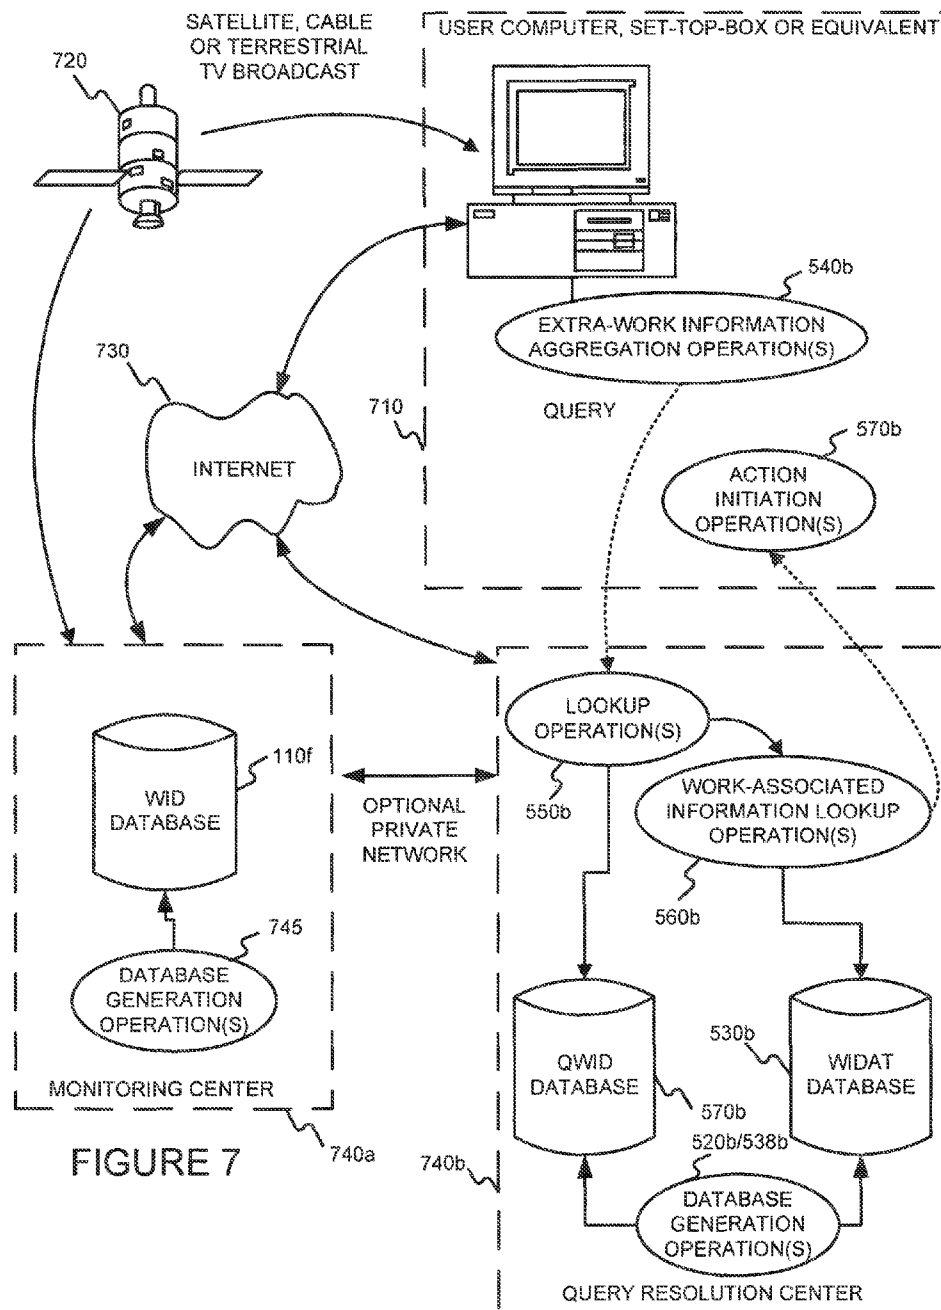 SATELLITE, CABLE
OR TERRESTRIAL
TV BROADCAST
720
USER COMPUTER, SET-TOP-BOX OR EQUIVALENT
540b
EXTRA-WORK INFORMATION
AGGREGATION OPERATION(S)
QUERY
730
INTERNET
710
570b
ACTION
INITIATION
OPERATION(S)
LOOKUP
OPERATION(S)
550b
WORK-ASSOCIATED
INFORMATION LOOKUP
OPERATION(S)
560b
110f
WID
DATABASE
OPTIONAL
PRIVATE
NETWORK
745
DATABASE
GENERATION
OPERATION(S)
MONITORING CENTER
740a
FIGURE 7
QWID
DATABASE
570b
530b
WIDAT
DATABASE
740b
520b/538b
DATABASE
GENERATION
OPERATION(S)
QUERY RESOLUTION CENTER